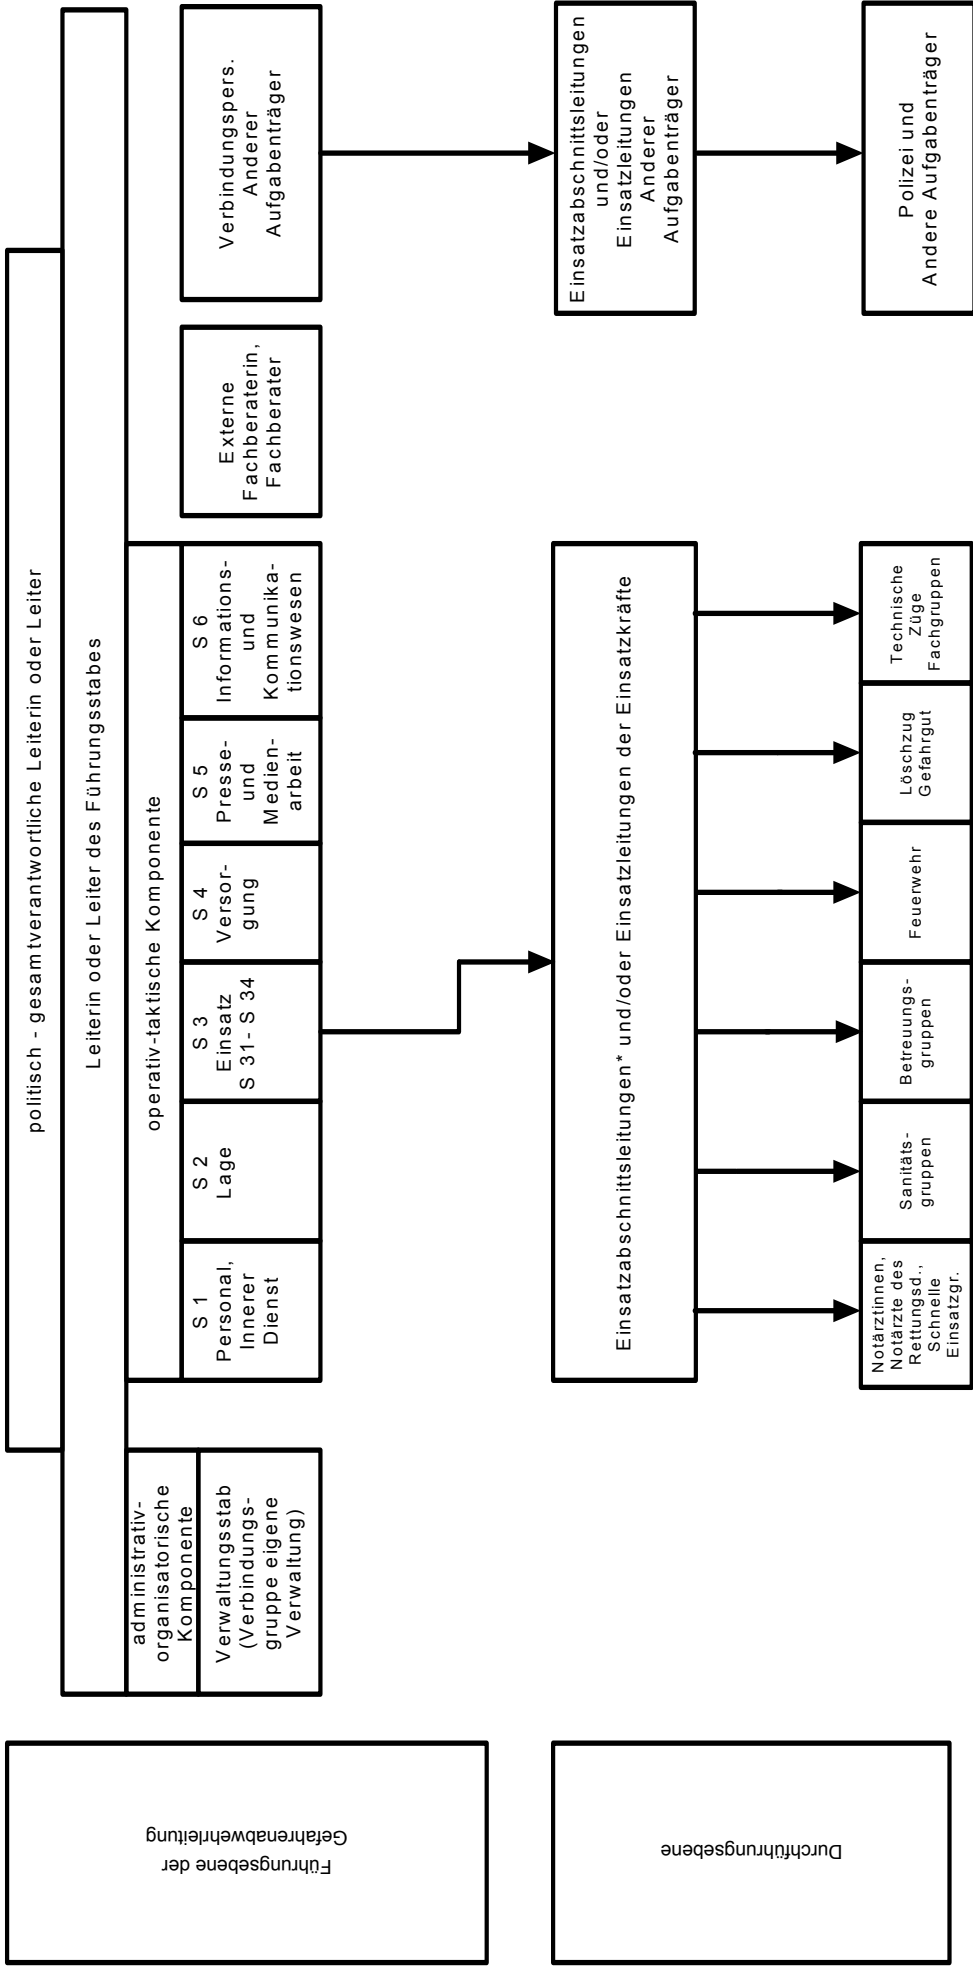 politisch - gesamtverantwortliche Leiterin oder Leiter
Leiterin oder Leiter des Führungsstabes
Führungsebene der
Gefahrenabwehrleitung
administrativ-
organisatorische
Komponente
Verwaltungsstab
(Verbindungs-
gruppe eigene
Verwaltung)
operativ-taktische Komponente
S 1
Personal,
Innerer
Dienst
S 2
Lage
S 3
Einsatz
S 31- S 34
S 4
Versor-
gung
S 5
Presse-
und
Medien-
arbeit
S 6
Informations-
und
Kommunika-
tionswesen
Externe
Fachberaterin,
Fachberater
Verbindungspers.
Anderer
Aufgabenträger
Durchführungsebene
Einsatzabschnittsleitungen* und/oder Einsatzleitungen der Einsatzkräfte
Einsatzabschnittsleitungen
und/oder
Einsatzleitungen
Anderer
Aufgabenträger
Notärztinnen,
Notärzte des
Rettungsd.,
Schnelle
Einsatzgr.
Sanitäts-
gruppen
Betreuungs-
gruppen
Feuerwehr
Löschzug
Gefahrgut
Technische
Züge
Fachgruppen
Polizei und
Andere Aufgabenträger